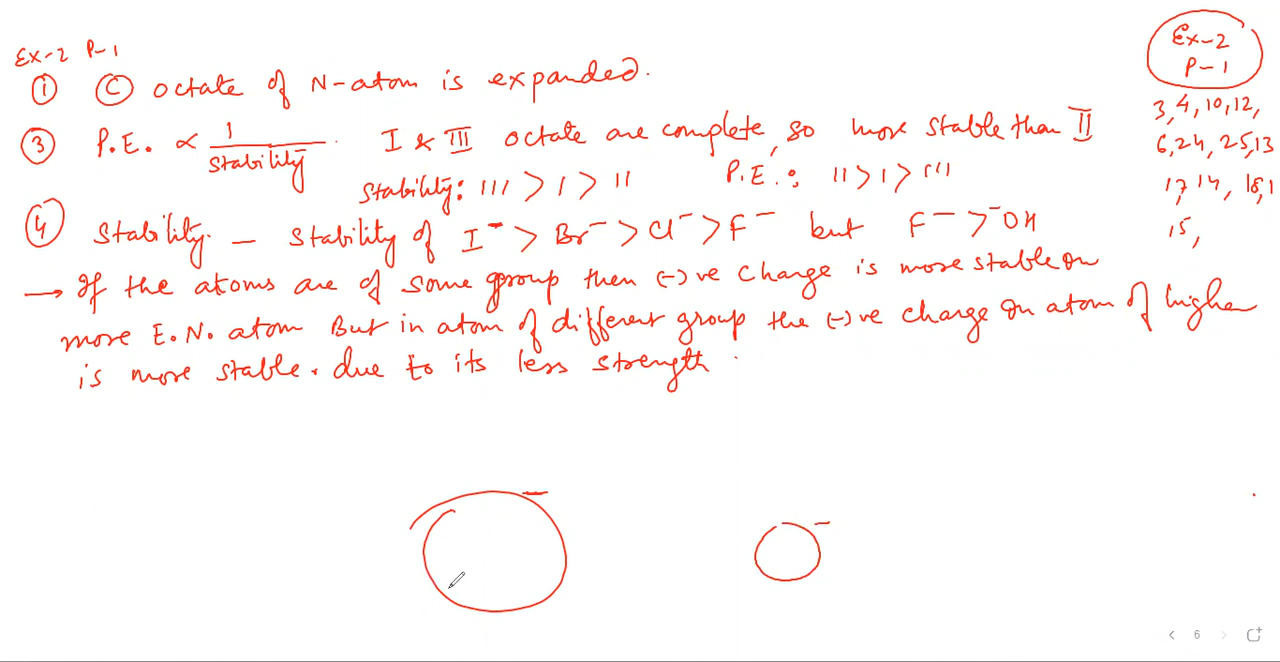 Ex-2 P-1
① Ⓒ octate of N-atom is expanded.
③ P.E. ∝ 1/stability. I & III octate are complete, so more stable than II
Stability: III > I > II P.E.: II > I > III
④ Stability. - Stability of I⁻ > Br⁻ > Cl⁻ > F⁻ but F⁻ > ⁻OH
→ If the atoms are of some group then (-)ve charge is more stable on
more E.N. atom But in atom of different group the (-)ve charge on atom of higher
is more stable. due to its less strength.
Ex-2
P-1
3, 4, 10, 12,
6, 24, 25, 13
17, 14, 18, 1
15,
6